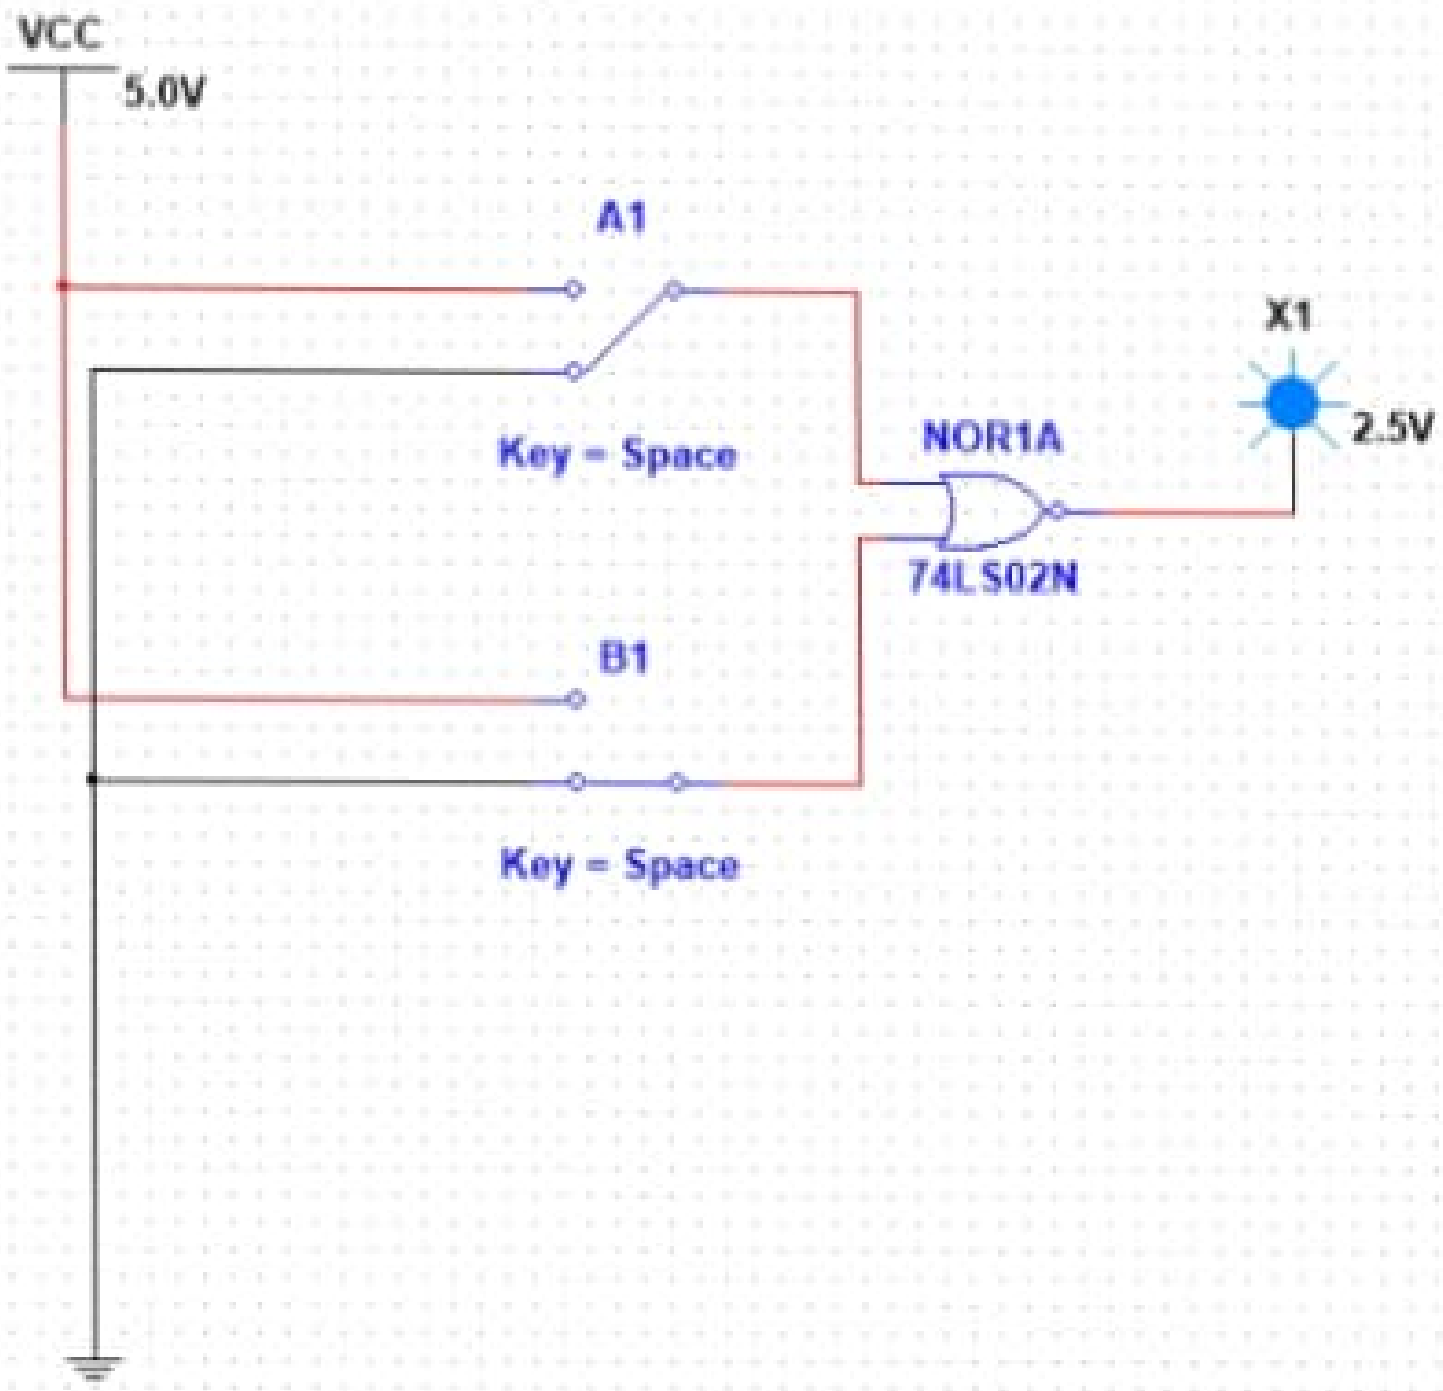 VCC
5.0V
A1
X1
2.5V
Key = Space
NOR1A
74LS02N
B1
Key = Space